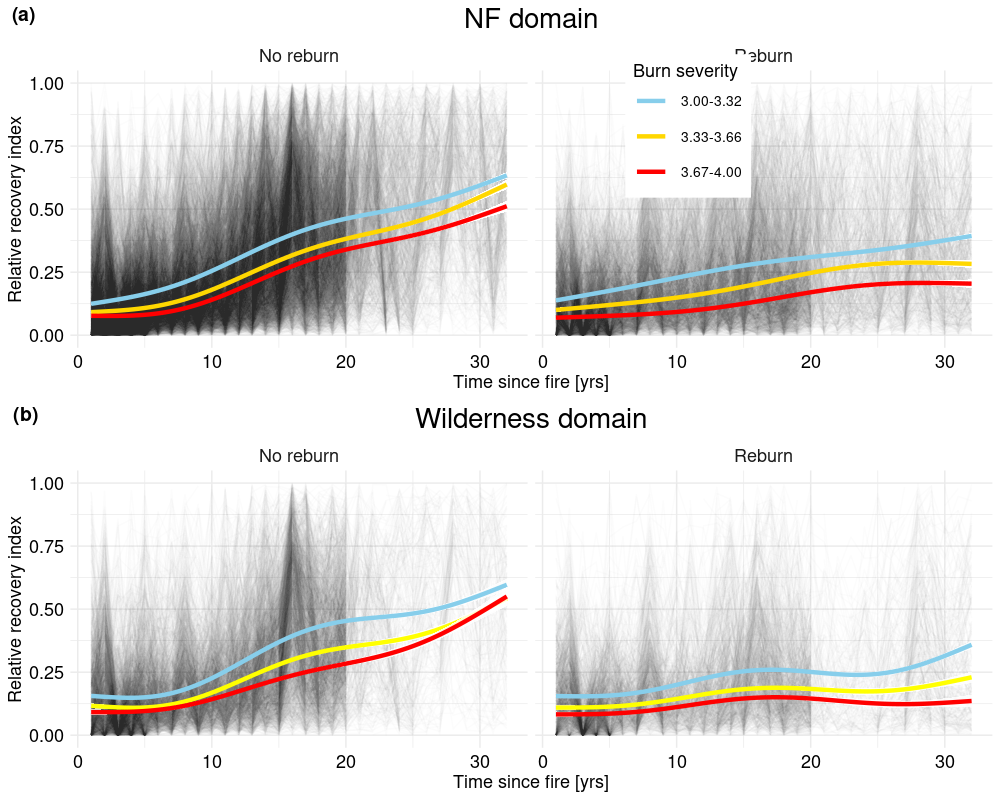 (a)
NF domain
No reburn
Reburn
Burn severity
3.00-3.32
3.33-3.66
3.67-4.00
Relative recovery index
1.00
0.75
0.50
0.25
0.00
0 10 20 30 0 10 20 30
Time since fire [yrs]
(b)
Wilderness domain
No reburn
Reburn
Relative recovery index
1.00
0.75
0.50
0.25
0.00
0 10 20 30 0 10 20 30
Time since fire [yrs]